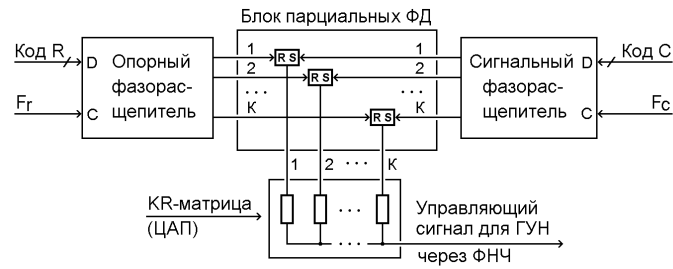 Блок парциальных ФД
Код R
D
Опорный
фазорас-
щепитель
Fr
C
1
R S
1
2
R S
2
...
...
К
R S
К
Сигнальный
фазорас-
щепитель
D
Код С
C
Fc
1
2
...
К
KR-матрица
(ЦАП)
...
...
Управляющий
сигнал для ГУН
через ФНЧ